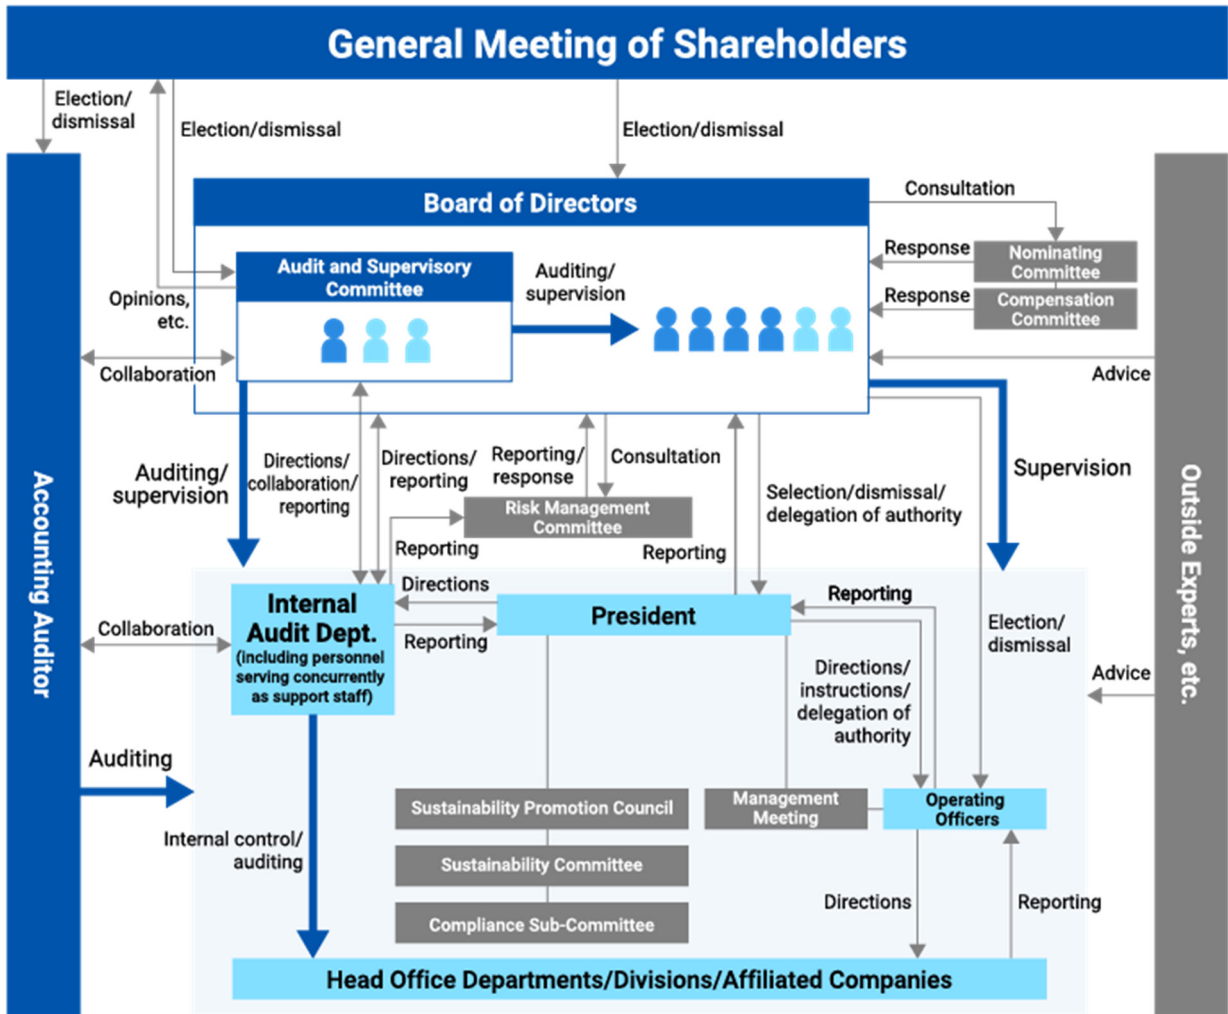 General Meeting of Shareholders
Election/
dismissal
Election/dismissal
Election/dismissal
Board of Directors
Consultation
Audit and Supervisory
Committee
Auditing/
supervision
Response
Nominating
Committee
Response
Compensation
Committee
Opinions,
etc.
Collaboration
Advice
Auditing/
supervision
Directions/
collaboration/
reporting
Directions/
reporting
Reporting/
response
Consultation
Supervision
Selection/dismissal/
delegation of authority
Risk Management
Committee
Reporting
Reporting
Accounting Auditor
Outside Experts, etc.
Internal
Audit Dept.
(including personnel
serving concurrently
as support staff)
Directions
Reporting
President
Reporting
Collaboration
Election/
dismissal
Directions/
instructions/
delegation of
authority
Advice
Auditing
Sustainability Promotion Council
Management
Meeting
Operating
Officers
Internal control/
auditing
Sustainability Committee
Directions
Reporting
Compliance Sub-Committee
Head Office Departments/Divisions/Affiliated Companies